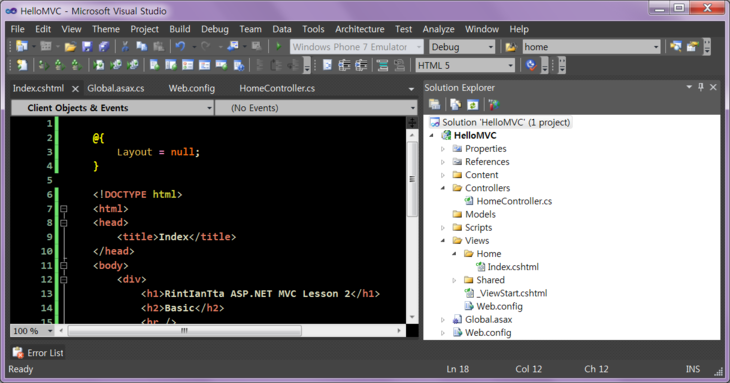 HelloMVC - Microsoft Visual Studio
File Edit View Theme Project Build Debug Team Data Tools Architecture Test Analyze Window Help
Windows Phone 7 Emulator Debug home
HTML 5
Index.cshtml Global.asax.cs Web.config HomeController.cs
Client Objects & Events (No Events)
1
2 @{
3 Layout = null;
4 }
5
6 <!DOCTYPE html>
7 <html>
8 <head>
9 <title>Index</title>
10 </head>
11 <body>
12 <div>
13 <h1>RintIanTta ASP.NET MVC Lesson 2</h1>
14 <h2>Basic</h2>
15 <hr />
100 %
Solution Explorer
Solution 'HelloMVC' (1 project)
HelloMVC
Properties
References
Content
Controllers
HomeController.cs
Models
Scripts
Views
Home
Index.cshtml
Shared
_ViewStart.cshtml
Web.config
Global.asax
Web.config
Error List
Ready Ln 18 Col 12 Ch 12 INS